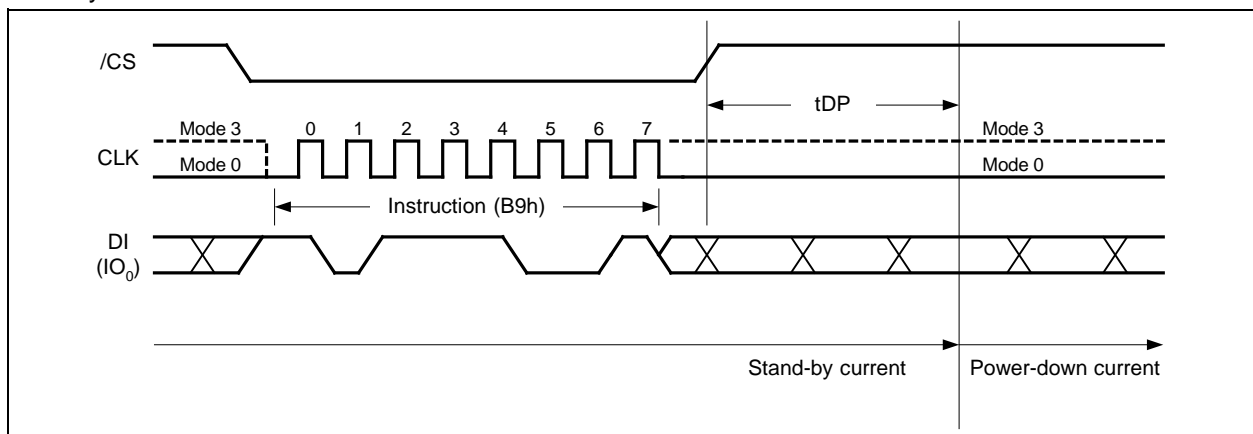 /CS
tDP
Mode 3 0 1 2 3 4 5 6 7 Mode 3
CLK
Mode 0 Mode 0
Instruction (B9h)
DI
(IO₀)
Stand-by current Power-down current